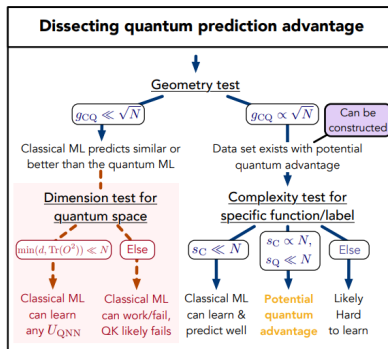 Dissecting quantum prediction advantage
Geometry test
g_CQ ≪ √N
g_CQ ∝ √N
Can be
constructed
Classical ML predicts similar or
better than the quantum ML
Data set exists with potential
quantum advantage
Dimension test for
quantum space
Complexity test for
specific function/label
min(d, Tr(O²)) ≪ N
Else
s_C ≪ N
s_C ∝ N,
s_Q ≪ N
Else
Classical ML
can learn
any U_QNN
Classical ML
can work/fail,
QK likely fails
Classical ML
can learn &
predict well
Potential
quantum
advantage
Likely
Hard
to learn